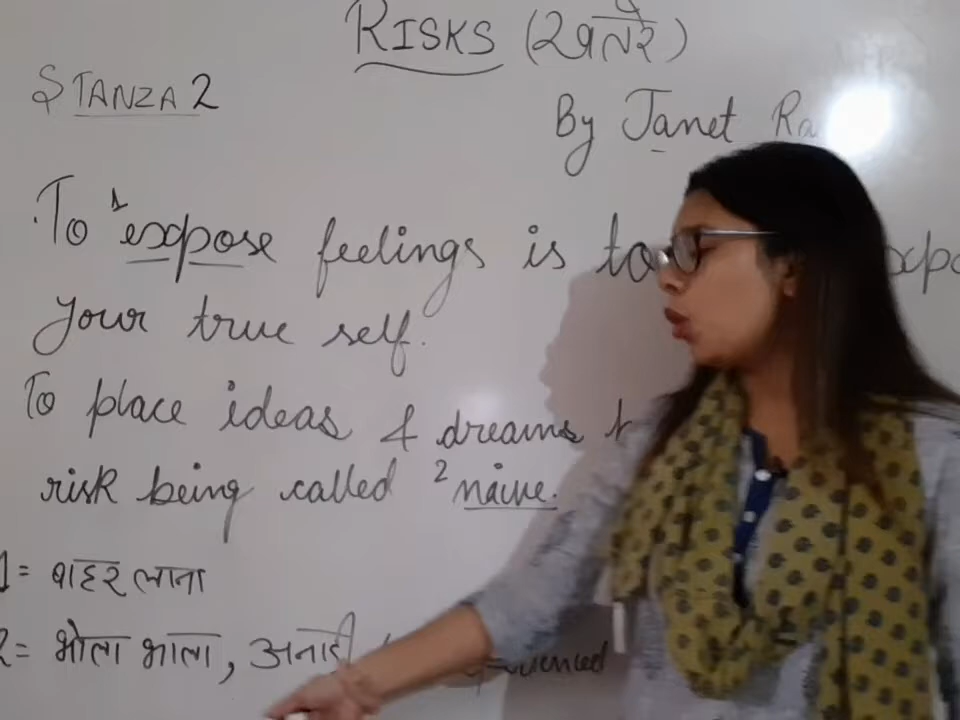 RISKS (खतरे)
STANZA 2
By Janet
To ¹expose feelings is to
your true self.
To place ideas & dreams
risk being called ²naive.
1 = बाहर लाना
2 = भोला भाला, अनाड़ी